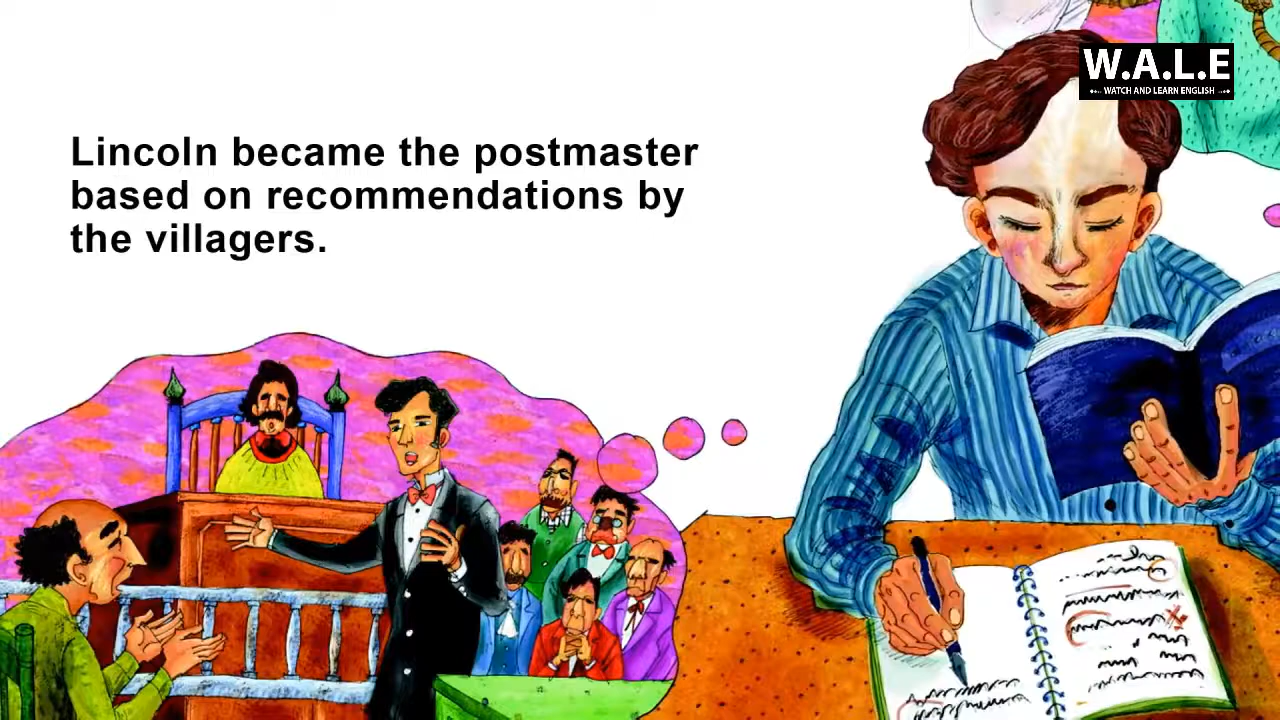 W.A.L.E
WATCH AND LEARN ENGLISH
Lincoln became the postmaster
based on recommendations by
the villagers.